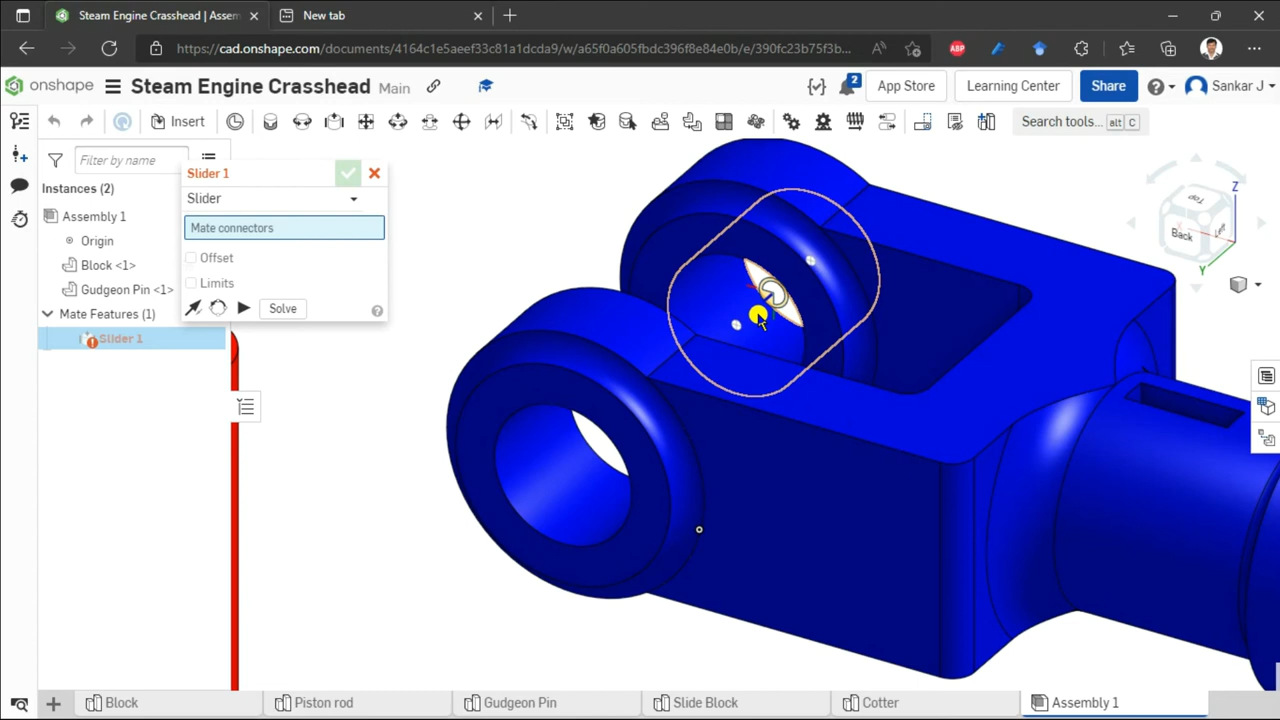 Steam Engine Crasshead | Assem
New tab
https://cad.onshape.com/documents/4164c1e5aeef33c81a1dcda9/w/a65f0a605fbdc396f8e84e0b/e/390fc23b75f3b...
ABP
onshape
Steam Engine Crasshead
Main
2
App Store
Learning Center
Share
Sankar J
Insert
Search tools...
alt C
Filter by name
Instances (2)
Assembly 1
Origin
Block <1>
Gudgeon Pin <1>
Mate Features (1)
Slider 1
Slider 1
Slider
Mate connectors
Offset
Limits
Solve
Z
Top
Back
Left
Y
Block
Piston rod
Gudgeon Pin
Slide Block
Cotter
Assembly 1